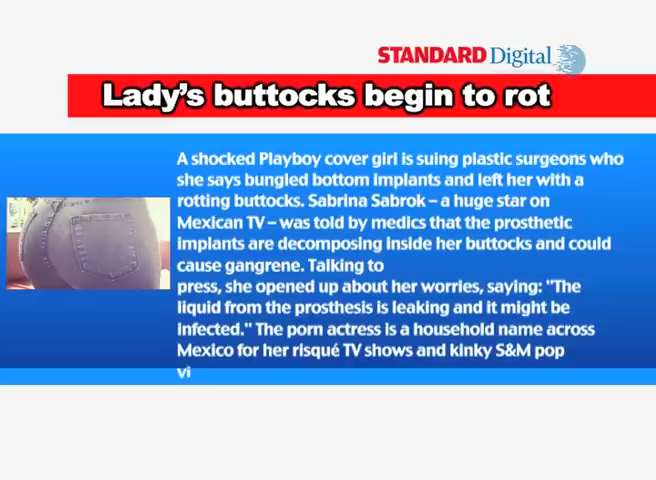 STANDARD Digital
Lady's buttocks begin to rot
A shocked Playboy cover girl is suing plastic surgeons who
she says bungled bottom implants and left her with a
rotting buttocks. Sabrina Sabrok – a huge star on
Mexican TV – was told by medics that the prosthetic
implants are decomposing inside her buttocks and could
cause gangrene. Talking to
press, she opened up about her worries, saying: "The
liquid from the prosthesis is leaking and it might be
infected." The porn actress is a household name across
Mexico for her risqué TV shows and kinky S&M pop
vi